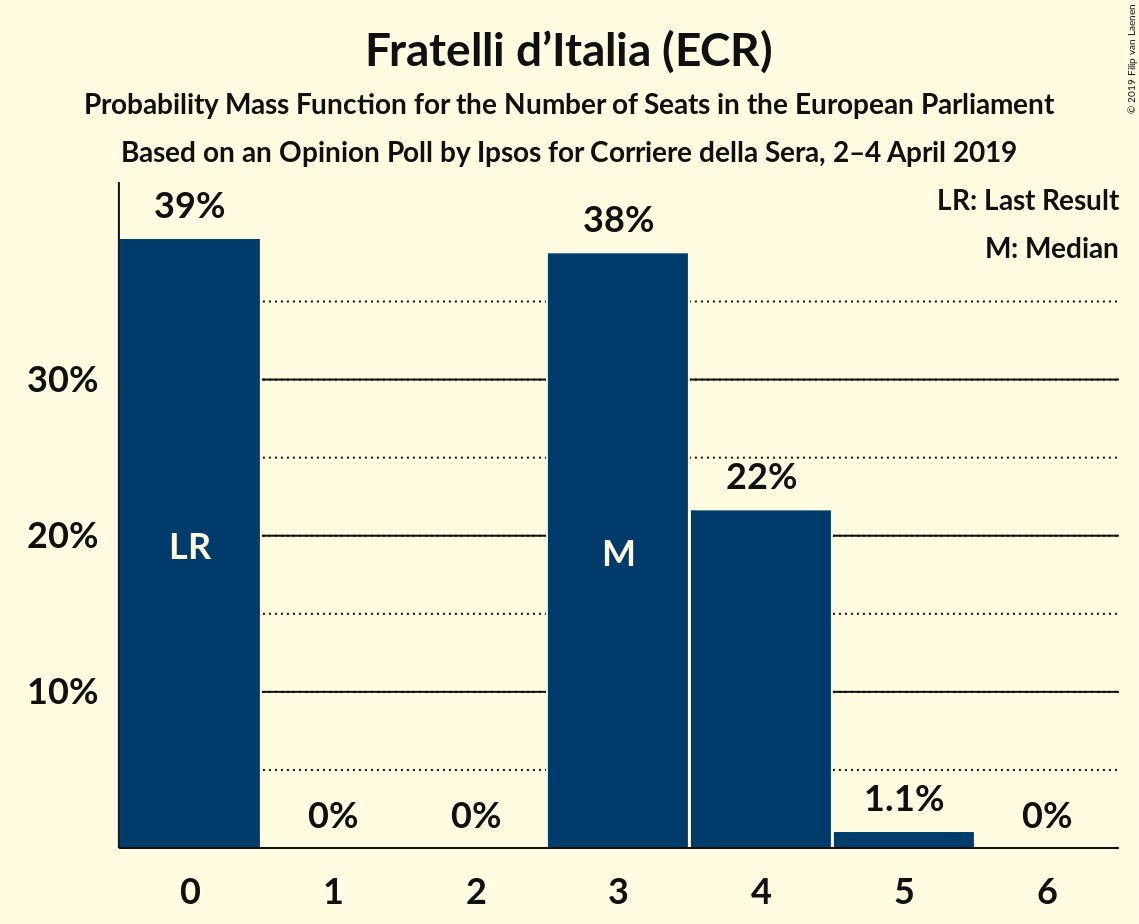 Fratelli d’Italia (ECR)
Probability Mass Function for the Number of Seats in the European Parliament
Based on an Opinion Poll by Ipsos for Corriere della Sera, 2–4 April 2019
© 2019 Filip van Laenen
LR: Last Result
M: Median
39%
38%
30%
22%
20%
LR
M
10%
0%
0%
1.1%
0%
0
1
2
3
4
5
6